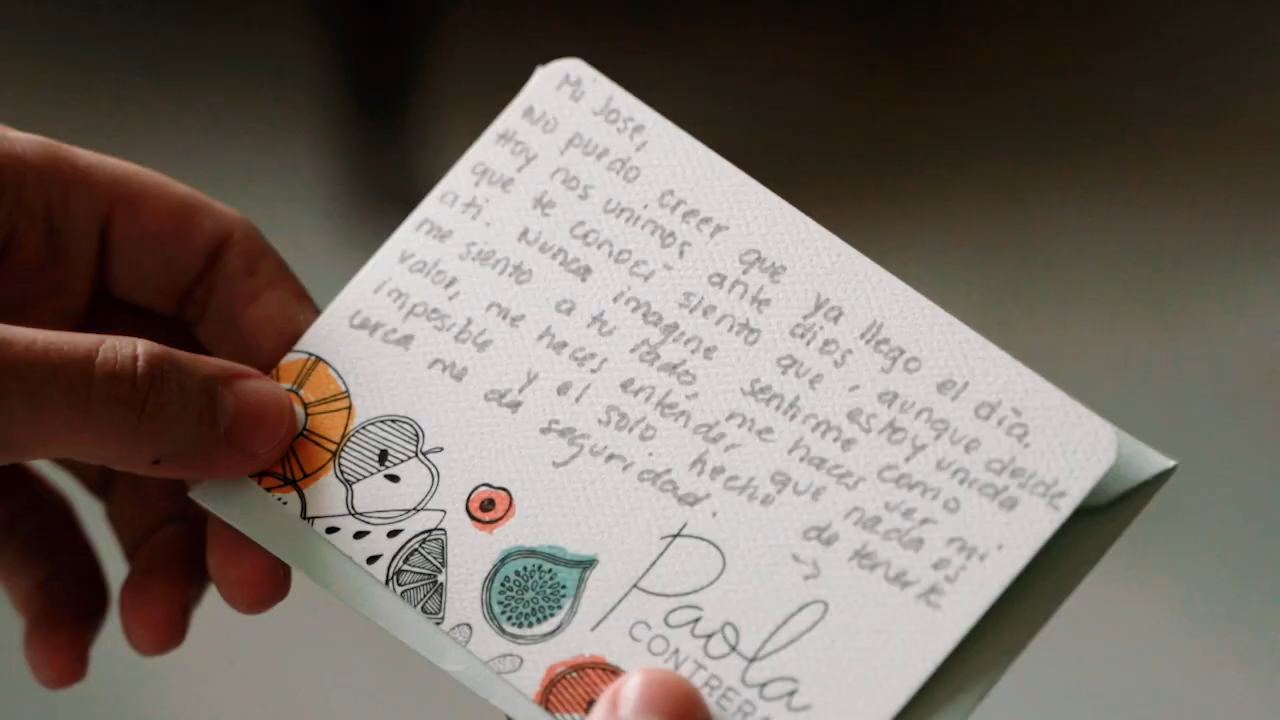 Mi Jose,
No puedo creer que ya llego el día.
Hoy nos unimos ante dios, aunque desde
que te conocí siento que estoy unida
a ti. Nunca imagine sentirme como
me siento a tu lado, me haces ver mi
valor, me haces entender que nada es
imposible y el solo hecho de tenerte
cerca me da seguridad. →
Paola
CONTRERA